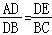 AD/DB = DE/BC